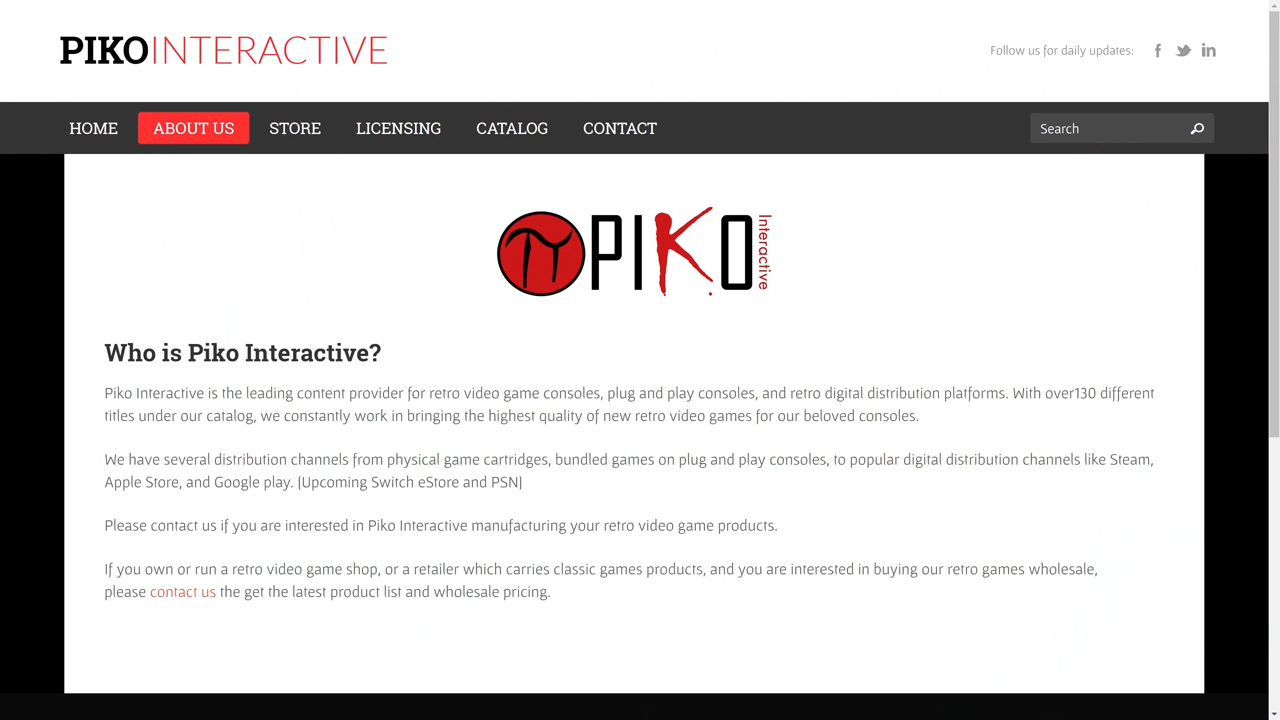 PIKOINTERACTIVE
Follow us for daily updates:
HOME ABOUT US STORE LICENSING CATALOG CONTACT Search
PIKO Interactive
Who is Piko Interactive?
Piko Interactive is the leading content provider for retro video game consoles, plug and play consoles, and retro digital distribution platforms. With over130 different
titles under our catalog, we constantly work in bringing the highest quality of new retro video games for our beloved consoles.
We have several distribution channels from physical game cartridges, bundled games on plug and play consoles, to popular digital distribution channels like Steam,
Apple Store, and Google play. (Upcoming Switch eStore and PSN)
Please contact us if you are interested in Piko Interactive manufacturing your retro video game products.
If you own or run a retro video game shop, or a retailer which carries classic games products, and you are interested in buying our retro games wholesale,
please contact us the get the latest product list and wholesale pricing.